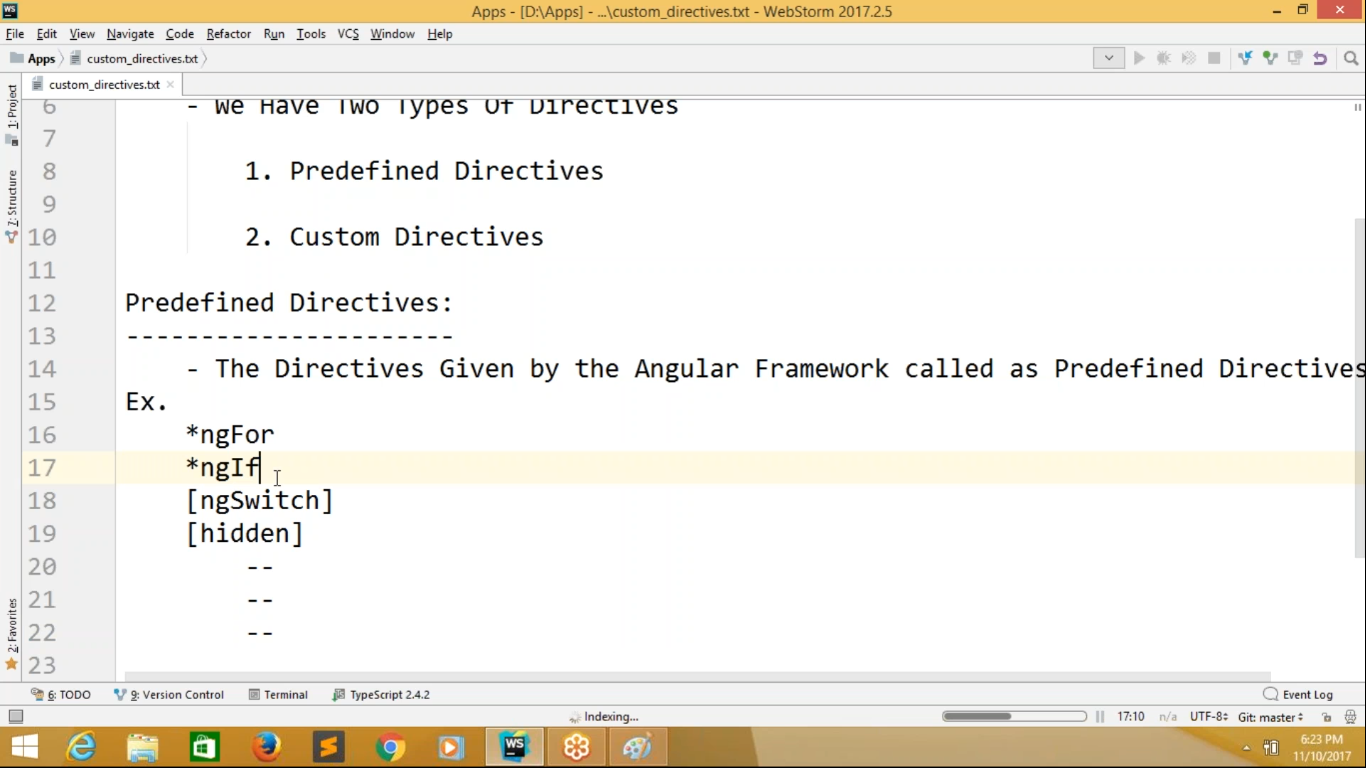 Apps - [D:\Apps] - ...\custom_directives.txt - WebStorm 2017.2.5
File Edit View Navigate Code Refactor Run Tools VCS Window Help
Apps custom_directives.txt
custom_directives.txt
1: Project
7: Structure
2: Favorites
6 - We Have Two Types Of Directives
7
8 1. Predefined Directives
9
10 2. Custom Directives
11
12 Predefined Directives:
13 ----------------------
14 - The Directives Given by the Angular Framework called as Predefined Directives
15 Ex.
16 *ngFor
17 *ngIf
18 [ngSwitch]
19 [hidden]
20 --
21 --
22 --
23
6: TODO 9: Version Control Terminal TypeScript 2.4.2 Event Log
Indexing... 17:10 n/a UTF-8 Git: master
WS
6:23 PM
11/10/2017